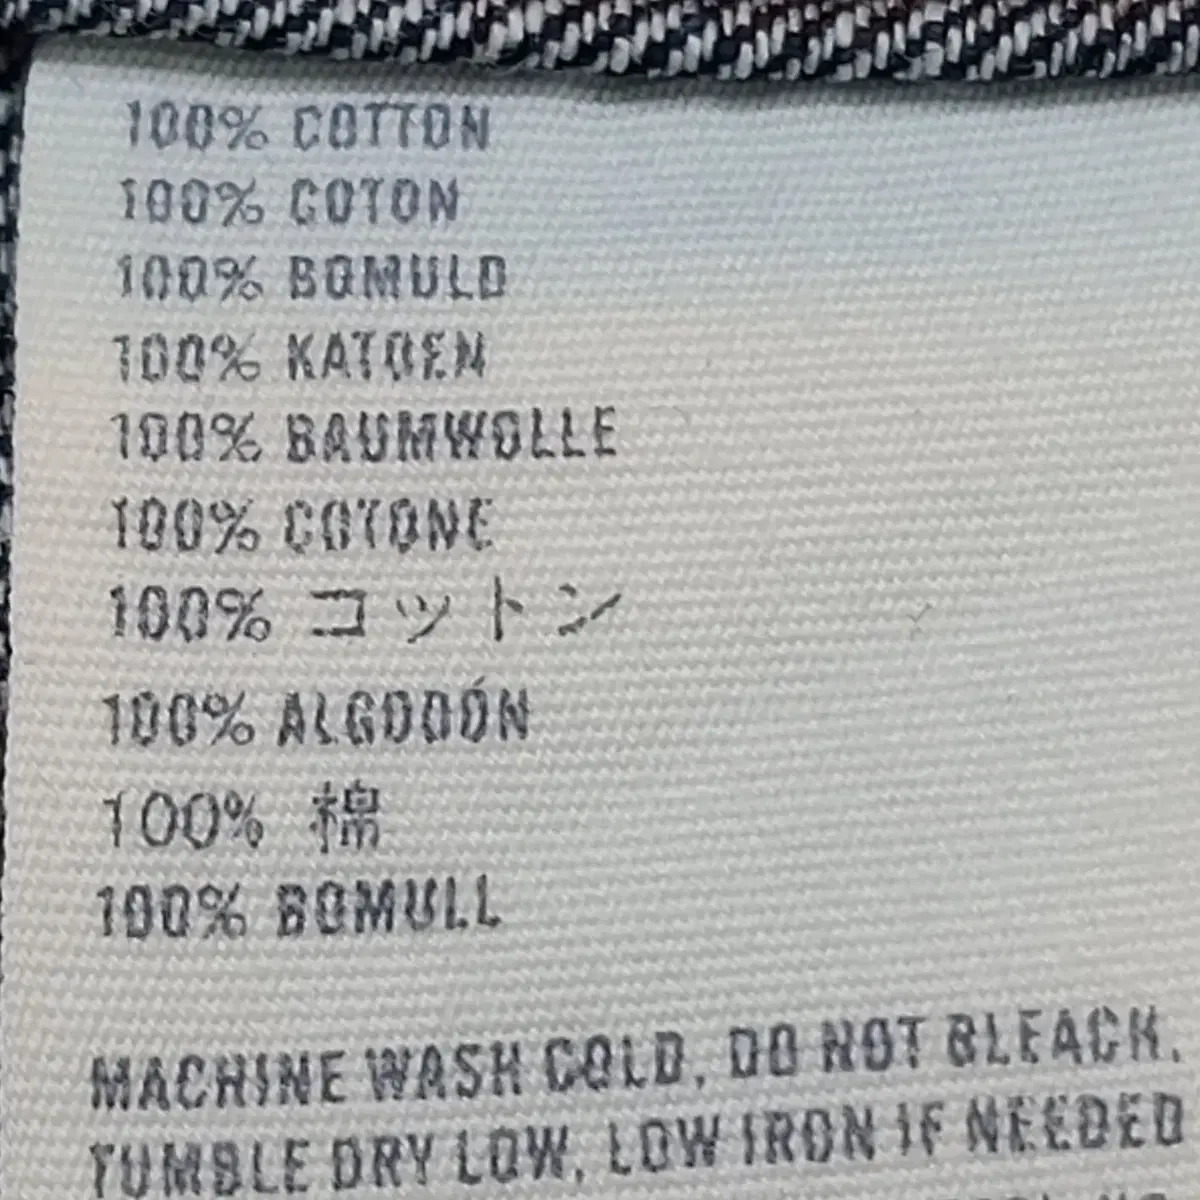 100% COTTON
100% COTON
100% BOMULD
100% KATOEN
100% BAUMWOLLE
100% COTONE
100% コットン
100% ALGODÓN
100% 棉
100% BOMULL
MACHINE WASH COLD, DO NOT BLEACH,
TUMBLE DRY LOW, LOW IRON IF NEEDED